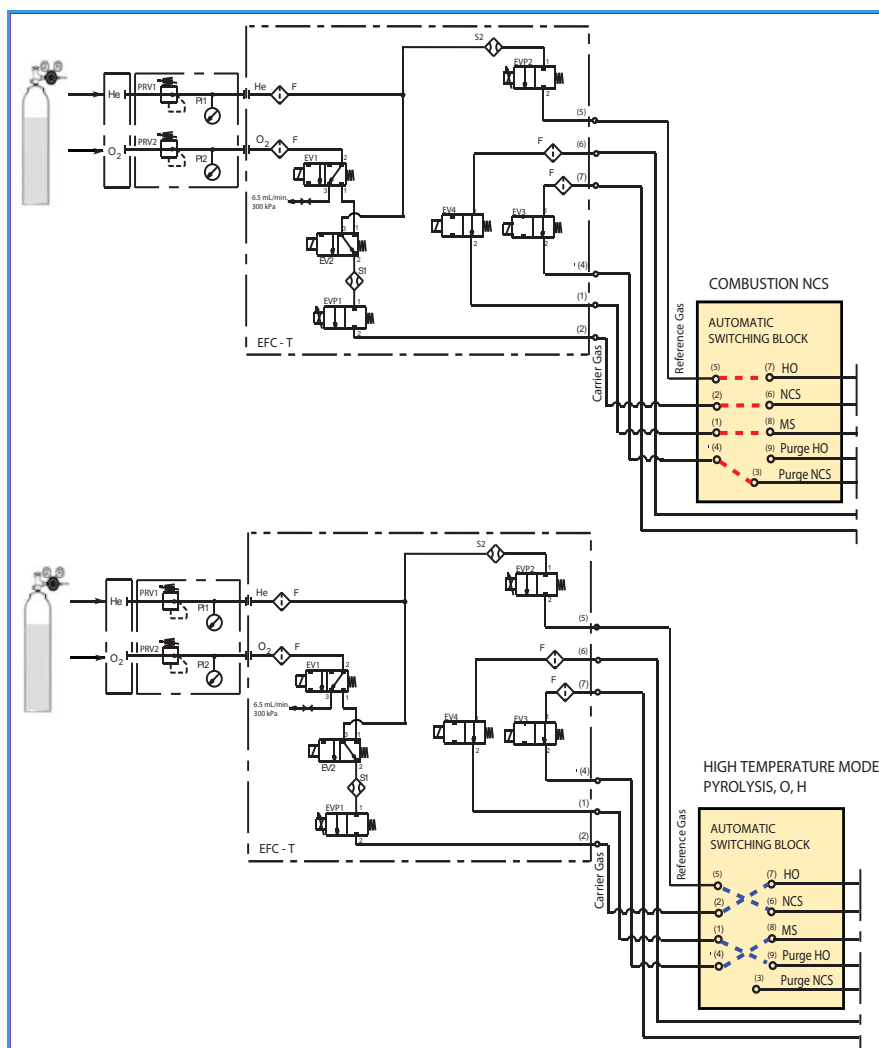 S2
EVP2
1
2
He
PRV1
PI1
He
F
(5)
O2
PRV2
PI2
O2
F
EV1
2
3
1
6.5 mL/min.
300 kPa
F
(6)
F
(7)
EV4
1
2
EV3
1
2
3
1
EV2
2
S1
'(4)
(1)
EVP1
1
2
(2)
EFC - T
Carrier Gas
Reference Gas
COMBUSTION NCS
AUTOMATIC
SWITCHING BLOCK
(5)
(7)
HO
(2)
(6)
NCS
(1)
(8)
MS
'(4)
(9)
Purge HO
(3)
Purge NCS
S2
EVP2
1
2
He
PRV1
PI1
He
F
(5)
O2
PRV2
PI2
O2
F
EV1
2
3
1
6.5 mL/min.
300 kPa
F
(6)
F
(7)
EV4
1
2
EV3
1
2
3
1
EV2
2
S1
'(4)
(1)
EVP1
1
2
(2)
EFC - T
Carrier Gas
Reference Gas
HIGH TEMPERATURE MODE
PYROLYSIS, O, H
AUTOMATIC
SWITCHING BLOCK
(5)
(7)
HO
(2)
(6)
NCS
(1)
(8)
MS
'(4)
(9)
Purge HO
(3)
Purge NCS